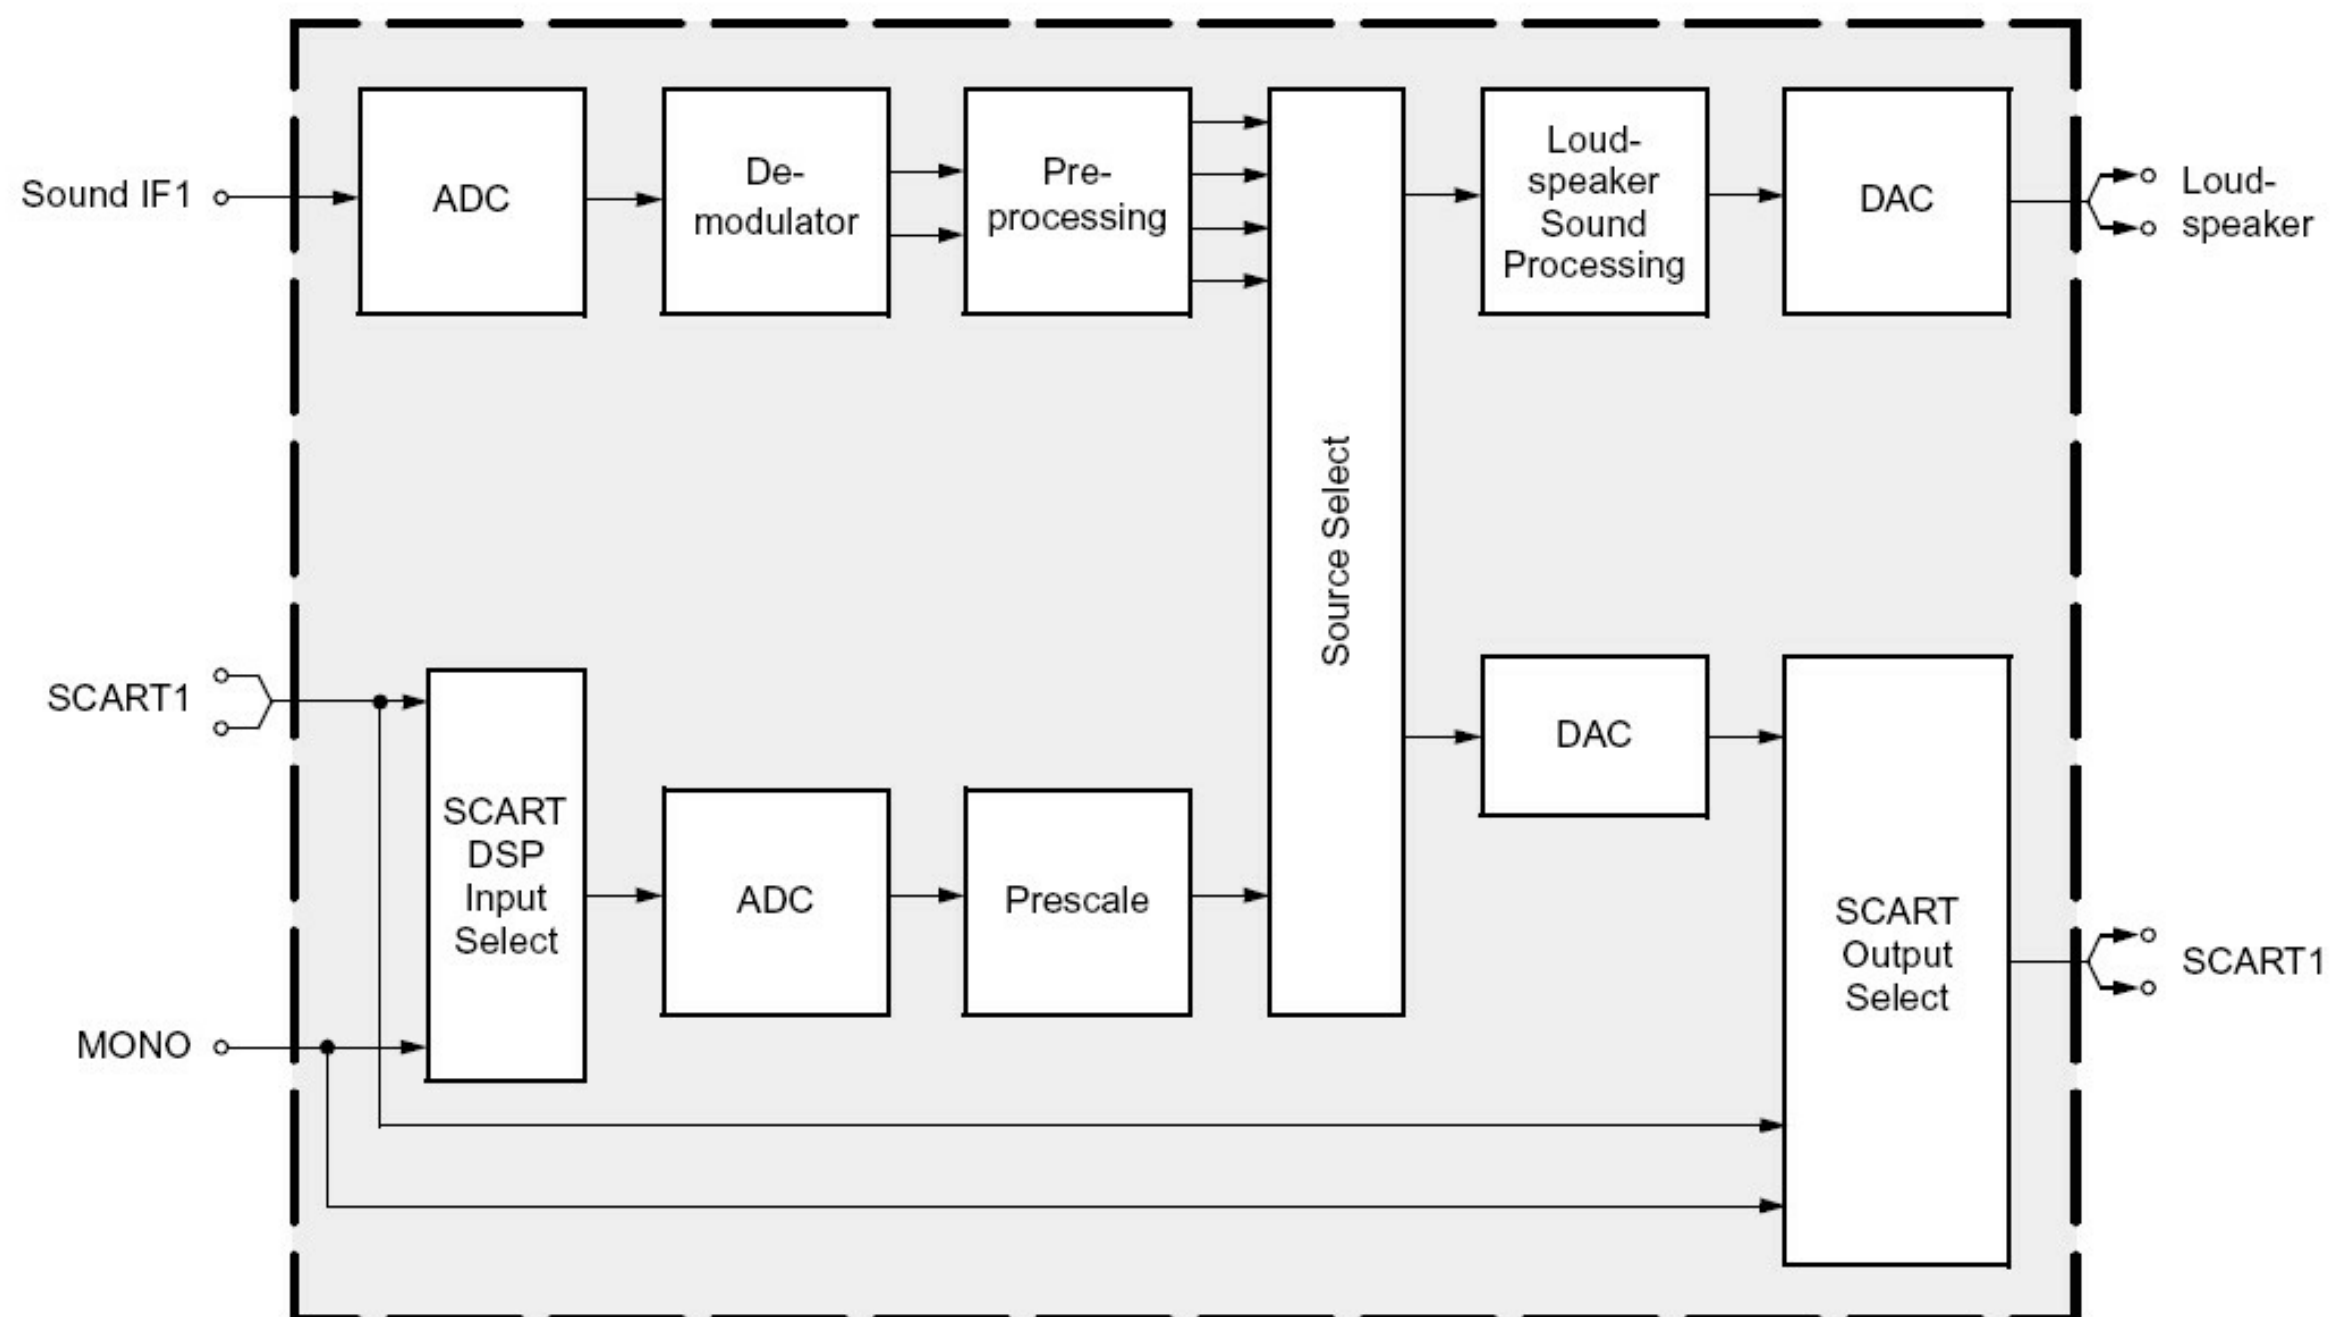 Sound IF1
ADC
De-
modulator
Pre-
processing
Source Select
Loud-
speaker
Sound
Processing
DAC
Loud-
speaker
SCART1
SCART
DSP
Input
Select
MONO
ADC
Prescale
DAC
SCART
Output
Select
SCART1